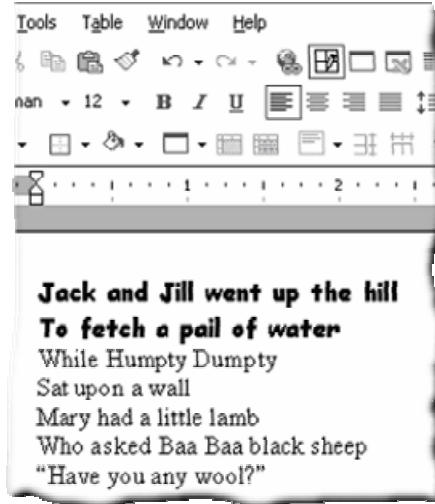 Tools Table Window Help
man 12 B I U
1 2
Jack and Jill went up the hill
To fetch a pail of water
While Humpty Dumpty
Sat upon a wall
Mary had a little lamb
Who asked Baa Baa black sheep
“Have you any wool?”